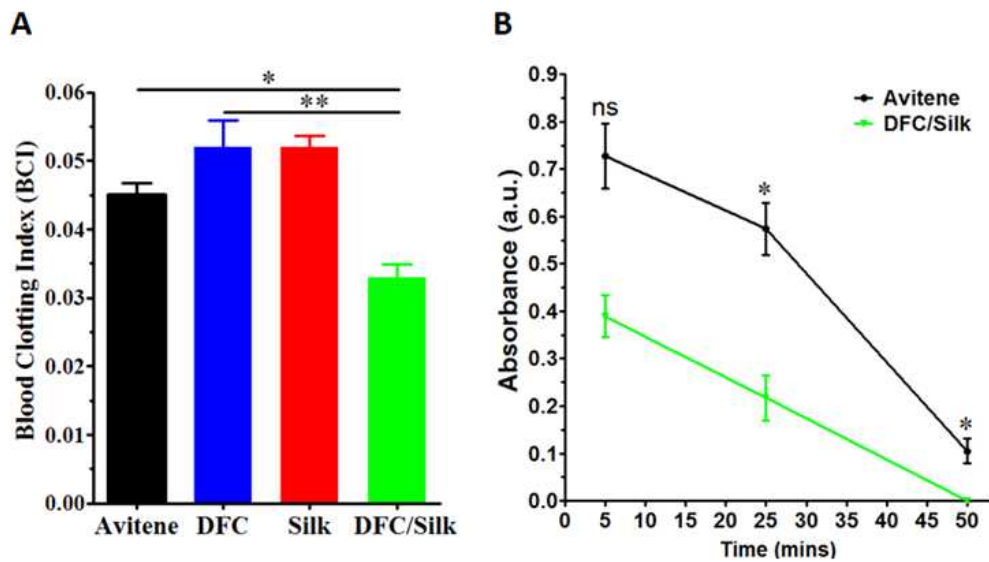 A
Blood Clotting Index (BCI)
0.06
0.05
0.04
0.03
0.02
0.01
0.00
*
**
Avitene DFC Silk DFC/Silk
B
Absorbance (a.u.)
0.9
0.8
0.7
0.6
0.5
0.4
0.3
0.2
0.1
0.0
ns
*
*
Avitene
DFC/Silk
0 5 10 15 20 25 30 35 40 45 50
Time (mins)